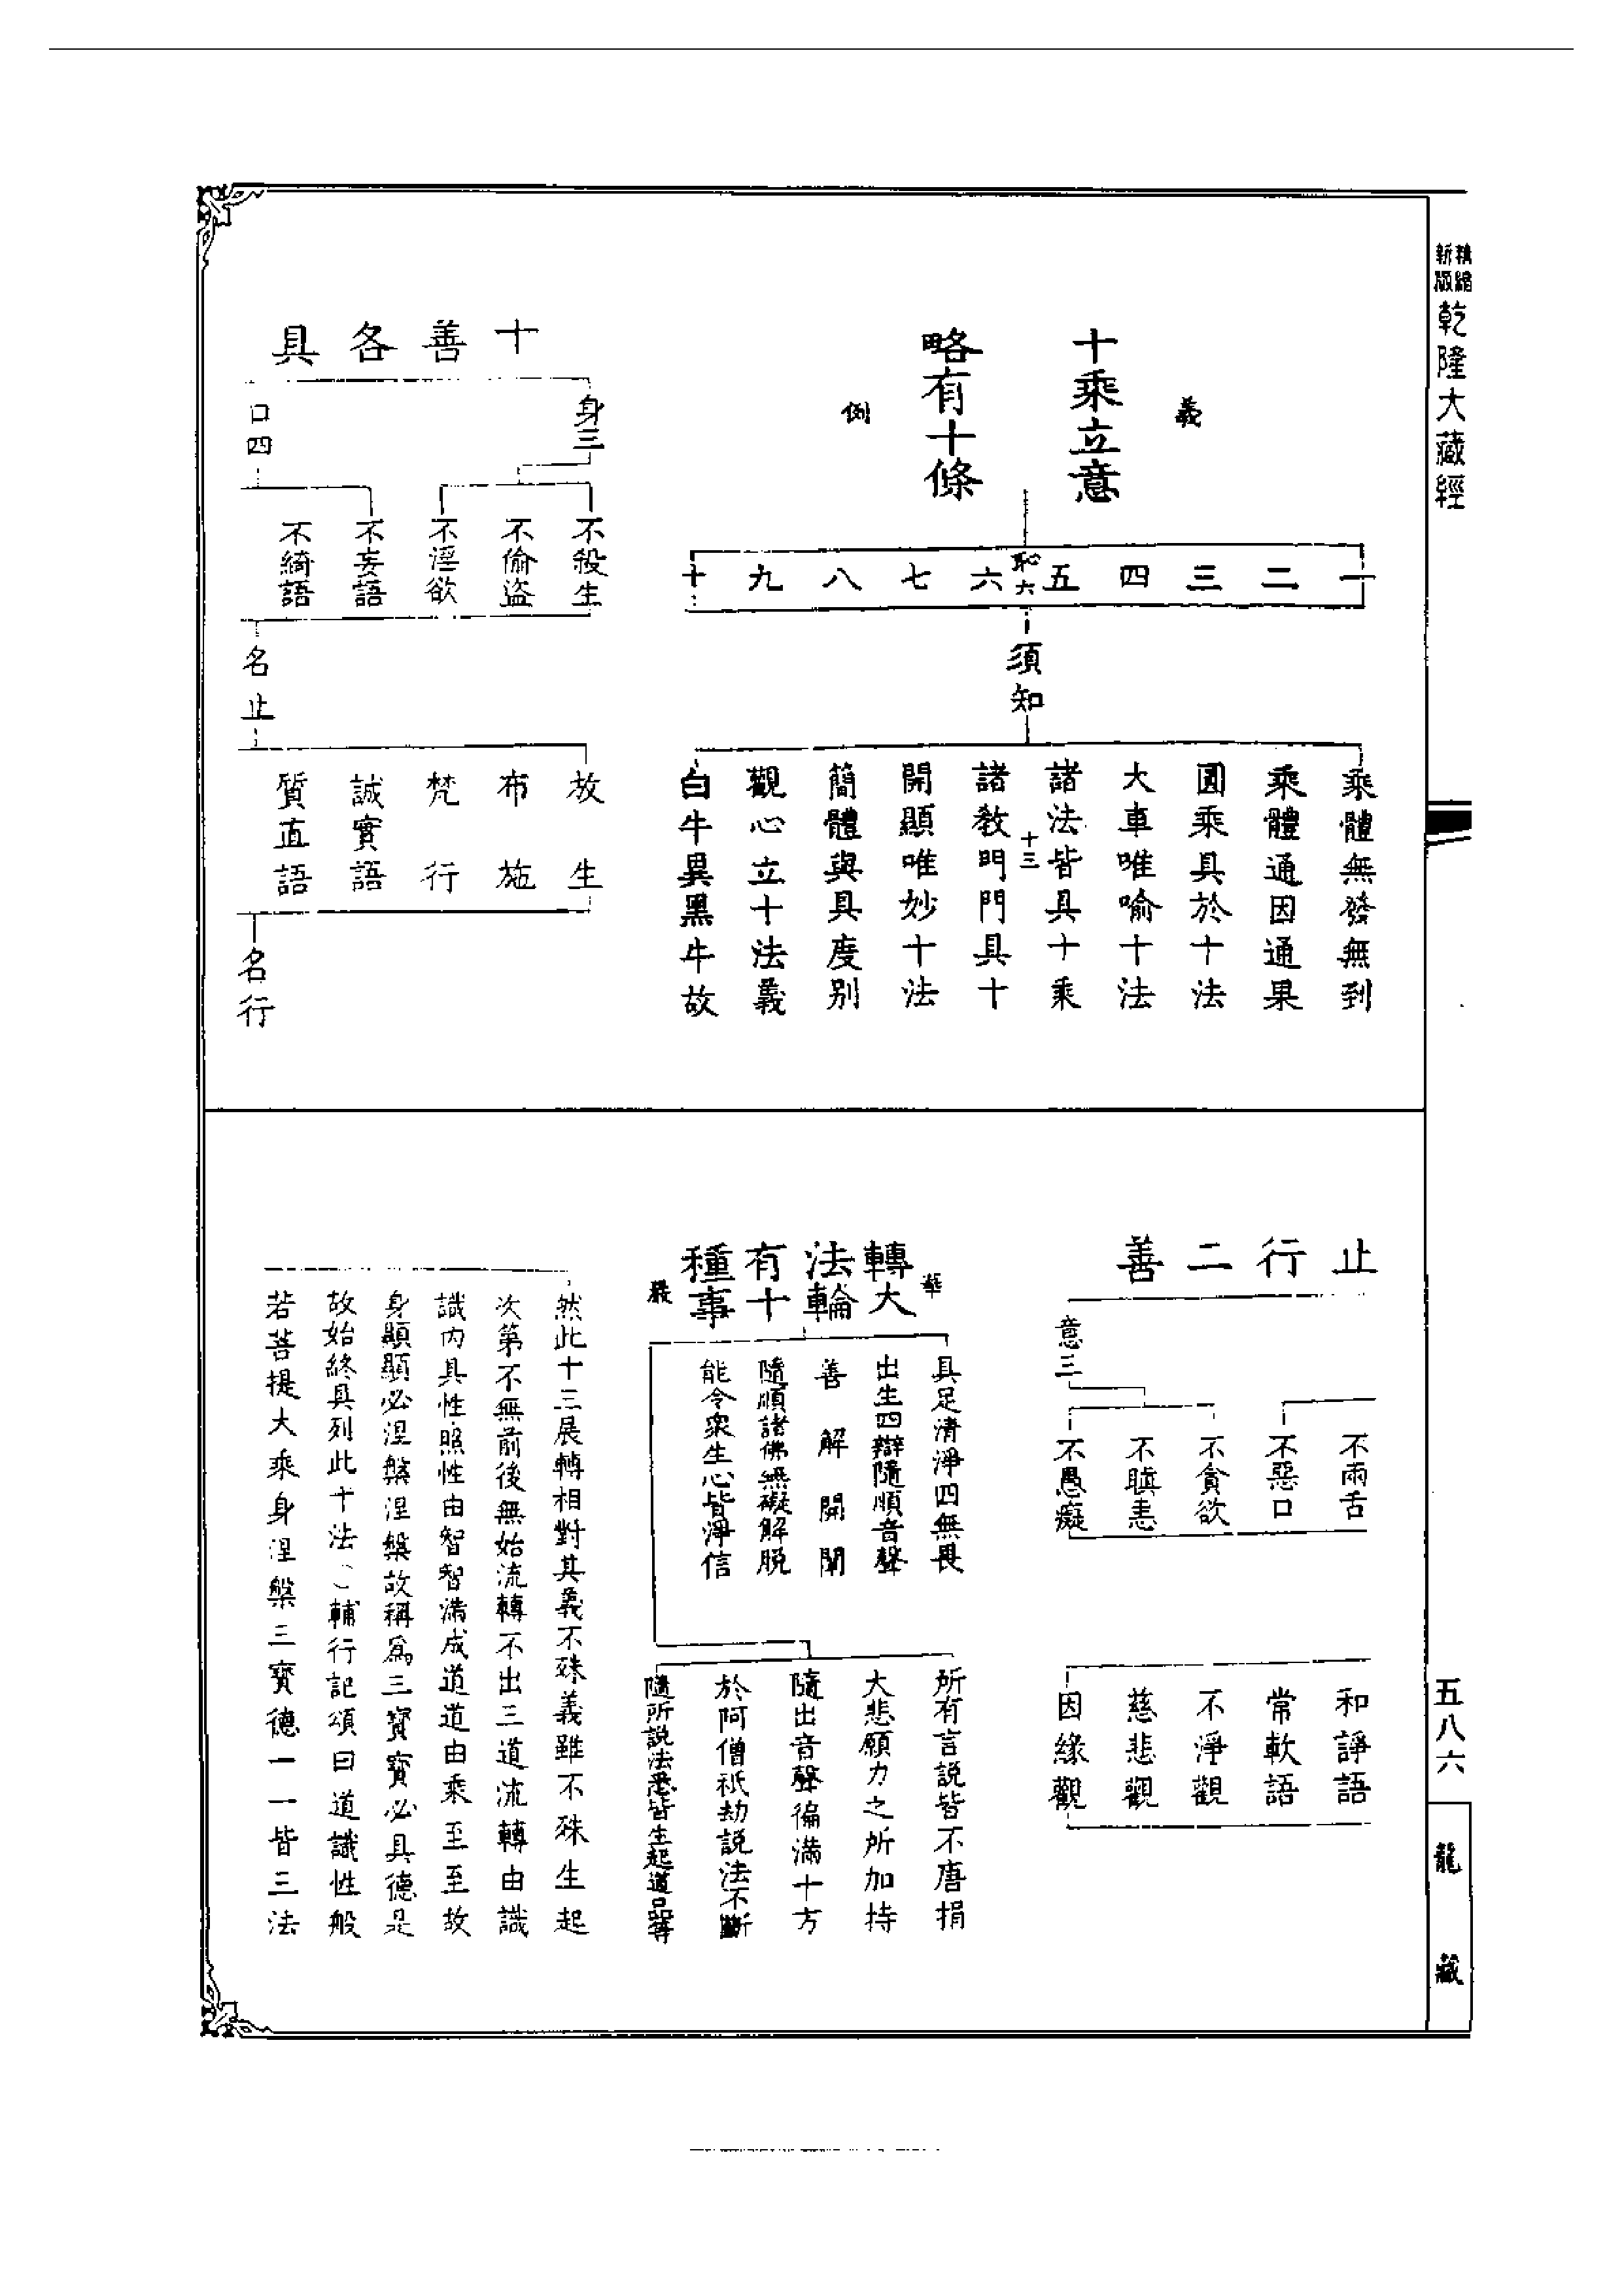 精縮新版
乾隆大藏經
義
十乘立意
略有十條
例
一
二
三
四
五
恥六
六
七
八
九
十
須知
乘體無發無到
乘體通因通果
圓乘具於十法
大車唯喻十法
諸法皆具十乘
十三
諸教門門具十
開顯唯妙十法
簡體與具度別
觀心立十法義
白牛異黑牛故
十善各具
身三
口四
不殺生
不偷盜
不淫欲
不妄語
不綺語
名止
放生
布施
梵行
誠實語
質直語
名行
止行二善
意三
不兩舌
不惡口
不貪欲
不瞋恚
不愚癡
和諍語
常軟語
不淨觀
慈悲觀
因緣觀
華
轉大
法輪
有十
種事
嚴
具足清淨四無畏
出生四辯隨順音聲
善解開闡
隨順諸佛無礙解脫
能令眾生心皆淨信
所有言說皆不唐捐
大悲願力之所加持
隨出音聲徧滿十方
於阿僧祇劫說法不斷
隨所說法悉皆生起道品等
然此十三展轉相對其義不殊義雖不殊生起
次第不無前後無始流轉不出三道流轉由識
識內具性照性由智智滿成道道由乘至至故
身顯顯必涅槃涅槃故稱為三寶寶必具德是
故始終具列此十法〵輔行記頌曰道識性般
若菩提大乘身涅槃三寶德一一皆三法
五八六
龍藏